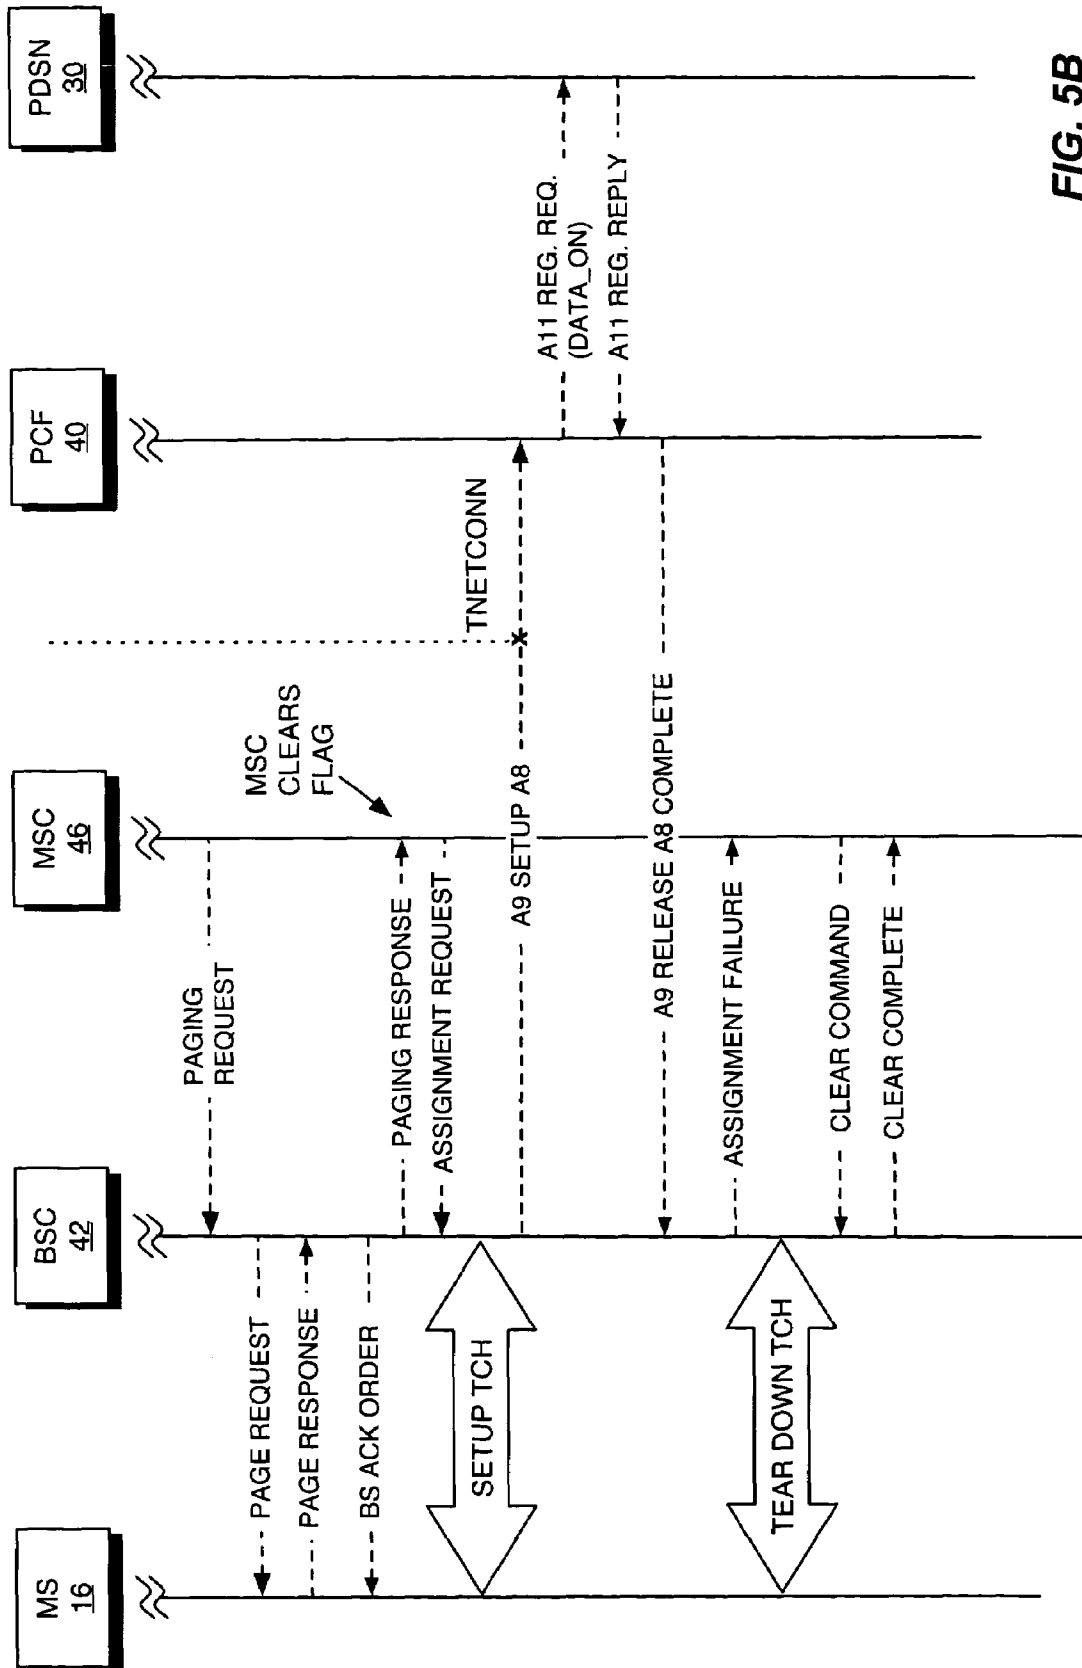 MS
16
BSC
42
MSC
46
PCF
40
PDSN
30
PAGING
REQUEST
PAGE REQUEST
PAGE RESPONSE
BS ACK ORDER
MSC
CLEARS
FLAG
PAGING RESPONSE
ASSIGNMENT REQUEST
SETUP TCH
A9 SETUP A8
TNETCONN
A11 REG. REQ.
(DATA_ON)
A11 REG. REPLY
A9 RELEASE A8 COMPLETE
ASSIGNMENT FAILURE
TEAR DOWN TCH
CLEAR COMMAND
CLEAR COMPLETE
FIG. 5B